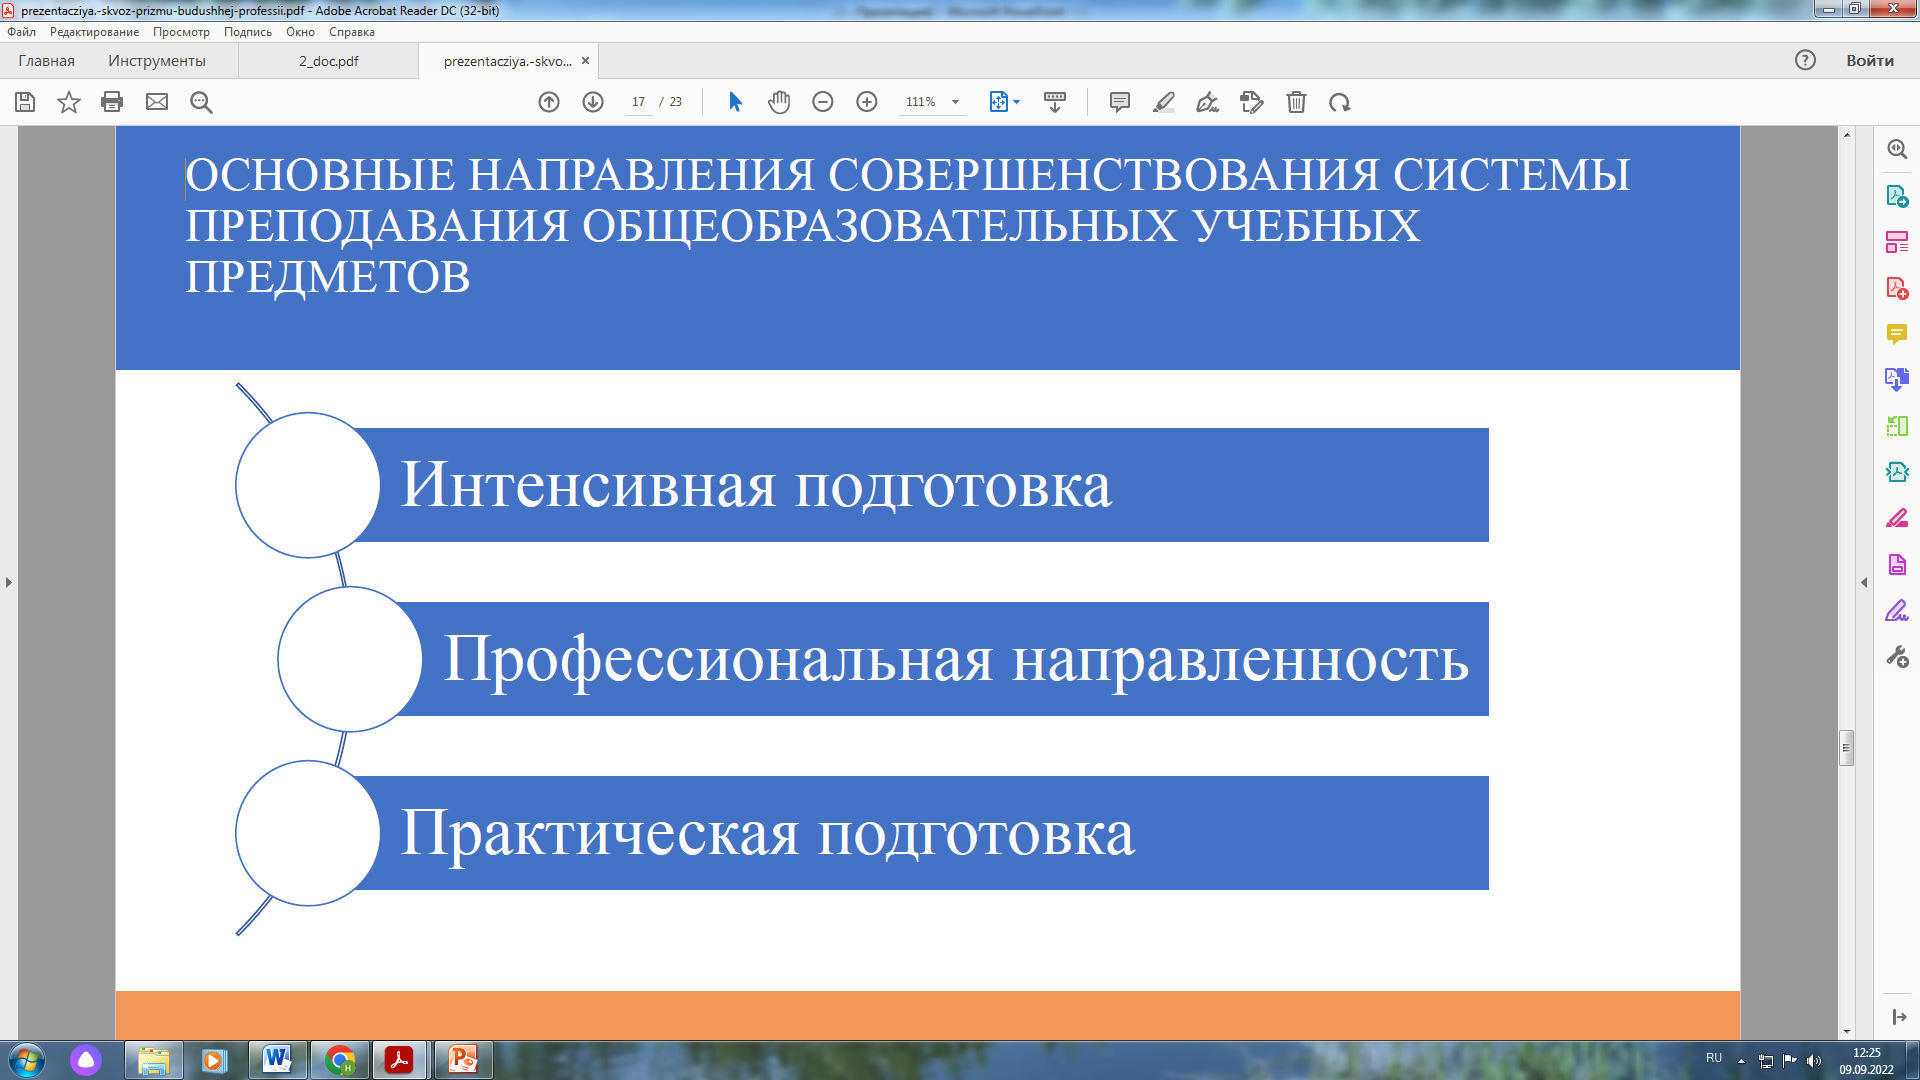 prezentacziya.-skvoz-prizmu-budushhej-professii.pdf - Adobe Acrobat Reader DC (32-bit)
Файл Редактирование Просмотр Подпись Окно Справка
Главная Инструменты 2_doc.pdf prezentacziya.-skvo... Войти
17 / 23 111%
ОСНОВНЫЕ НАПРАВЛЕНИЯ СОВЕРШЕНСТВОВАНИЯ СИСТЕМЫ
ПРЕПОДАВАНИЯ ОБЩЕОБРАЗОВАТЕЛЬНЫХ УЧЕБНЫХ
ПРЕДМЕТОВ
Интенсивная подготовка
Профессиональная направленность
Практическая подготовка
RU 12:25
09.09.2022